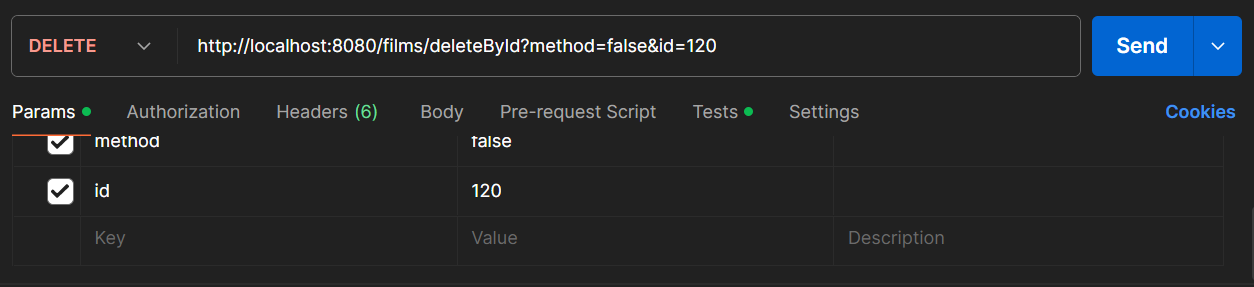 DELETE http://localhost:8080/films/deleteById?method=false&id=120 Send
Params Authorization Headers (6) Body Pre-request Script Tests Settings Cookies
method false
id 120
Key Value Description